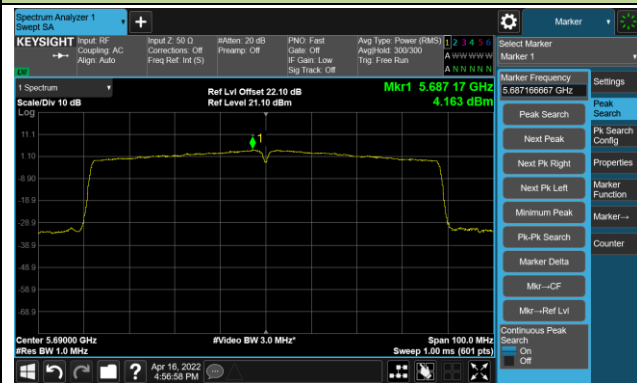 Spectrum Analyzer 1
Swept SA
+
Marker
KEYSIGHT
Input: RF
Coupling: AC
Align: Auto
Input Z: 50 Ω
Corrections: Off
Freq Ref: Int (S)
#Atten: 20 dB
Preamp: Off
PNO: Fast
Gate: Off
IF Gain: Low
Sig Track: Off
Avg Type: Power (RMS)
Avg|Hold: 300/300
Trig: Free Run
1 2 3 4 5 6
A W W W W W
A N N N N N
LXI
Select Marker
Marker 1
1 Spectrum
Scale/Div 10 dB
Log
Ref Lvl Offset 22.10 dB
Ref Level 21.10 dBm
Mkr1 5.687 17 GHz
4.163 dBm
11.1
1.10
-8.90
-18.9
-28.9
-38.9
-48.9
-58.9
-68.9
1
Center 5.69000 GHz
#Res BW 1.0 MHz
#Video BW 3.0 MHz*
Span 100.0 MHz
Sweep 1.00 ms (601 pts)
Marker Frequency
5.687166667 GHz
Peak Search
Next Peak
Next Pk Right
Next Pk Left
Minimum Peak
Pk-Pk Search
Marker Delta
Mkr→CF
Mkr→Ref Lvl
Continuous Peak
Search
On
Off
Settings
Peak
Search
Pk Search
Config
Properties
Marker
Function
Marker→
Counter
?
Apr 16, 2022
4:56:58 PM